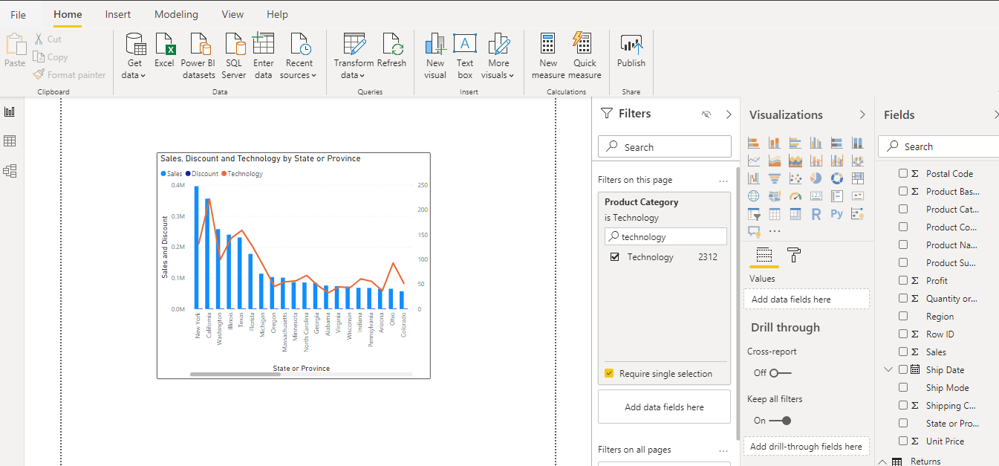 File Home Insert Modeling View Help
Paste
Cut
Copy
Format painter
Clipboard
Get data
Excel
Power BI datasets
SQL Server
Enter data
Recent sources
Data
Transform data
Refresh
Queries
New visual
Text box
More visuals
Insert
New measure
Quick measure
Calculations
Publish
Share
Sales, Discount and Technology by State or Province
Sales Discount Technology
0.4M
0.3M
0.2M
0.1M
0.0M
Sales and Discount
250
200
150
100
50
0
New York
California
Washington
Illinois
Texas
Florida
Michigan
Oregon
Massachusetts
Minnesota
North Carolina
Georgia
Alabama
Virginia
Wisconsin
Indiana
Pennsylvania
Arizona
Ohio
Colorado
State or Province
Filters
Search
Filters on this page ...
Product Category
is Technology
technology
Technology 2312
Require single selection
Add data fields here
Filters on all pages ...
Visualizations
123
R Py
...
Values
Add data fields here
Drill through
Cross-report
Off
Keep all filters
On
Add drill-through fields here
Fields
Search
Σ Postal Code
Σ Product Bas...
Product Cat...
Product Co...
Product Na...
Product Su...
Σ Profit
Σ Quantity or...
Region
Σ Row ID
Σ Sales
Ship Date
Ship Mode
Σ Shipping C...
State or Pro...
Σ Unit Price
Returns